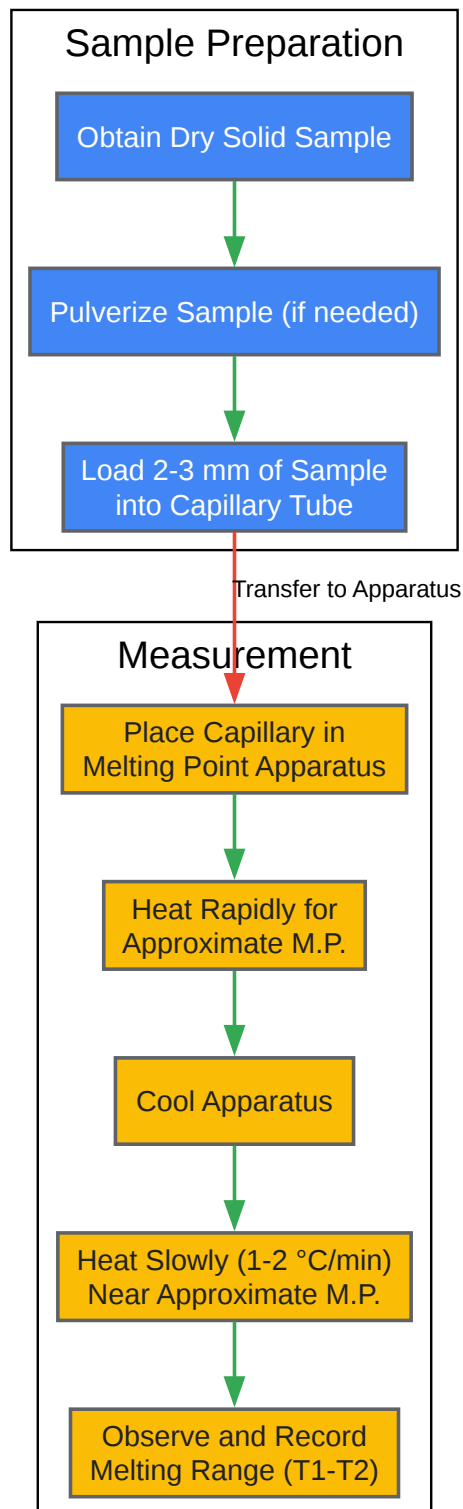 Sample Preparation
Obtain Dry Solid Sample
Pulverize Sample (if needed)
Load 2-3 mm of Sample
into Capillary Tube
Transfer to Apparatus
Measurement
Place Capillary in
Melting Point Apparatus
Heat Rapidly for
Approximate M.P.
Cool Apparatus
Heat Slowly (1-2 °C/min)
Near Approximate M.P.
Observe and Record
Melting Range (T1-T2)